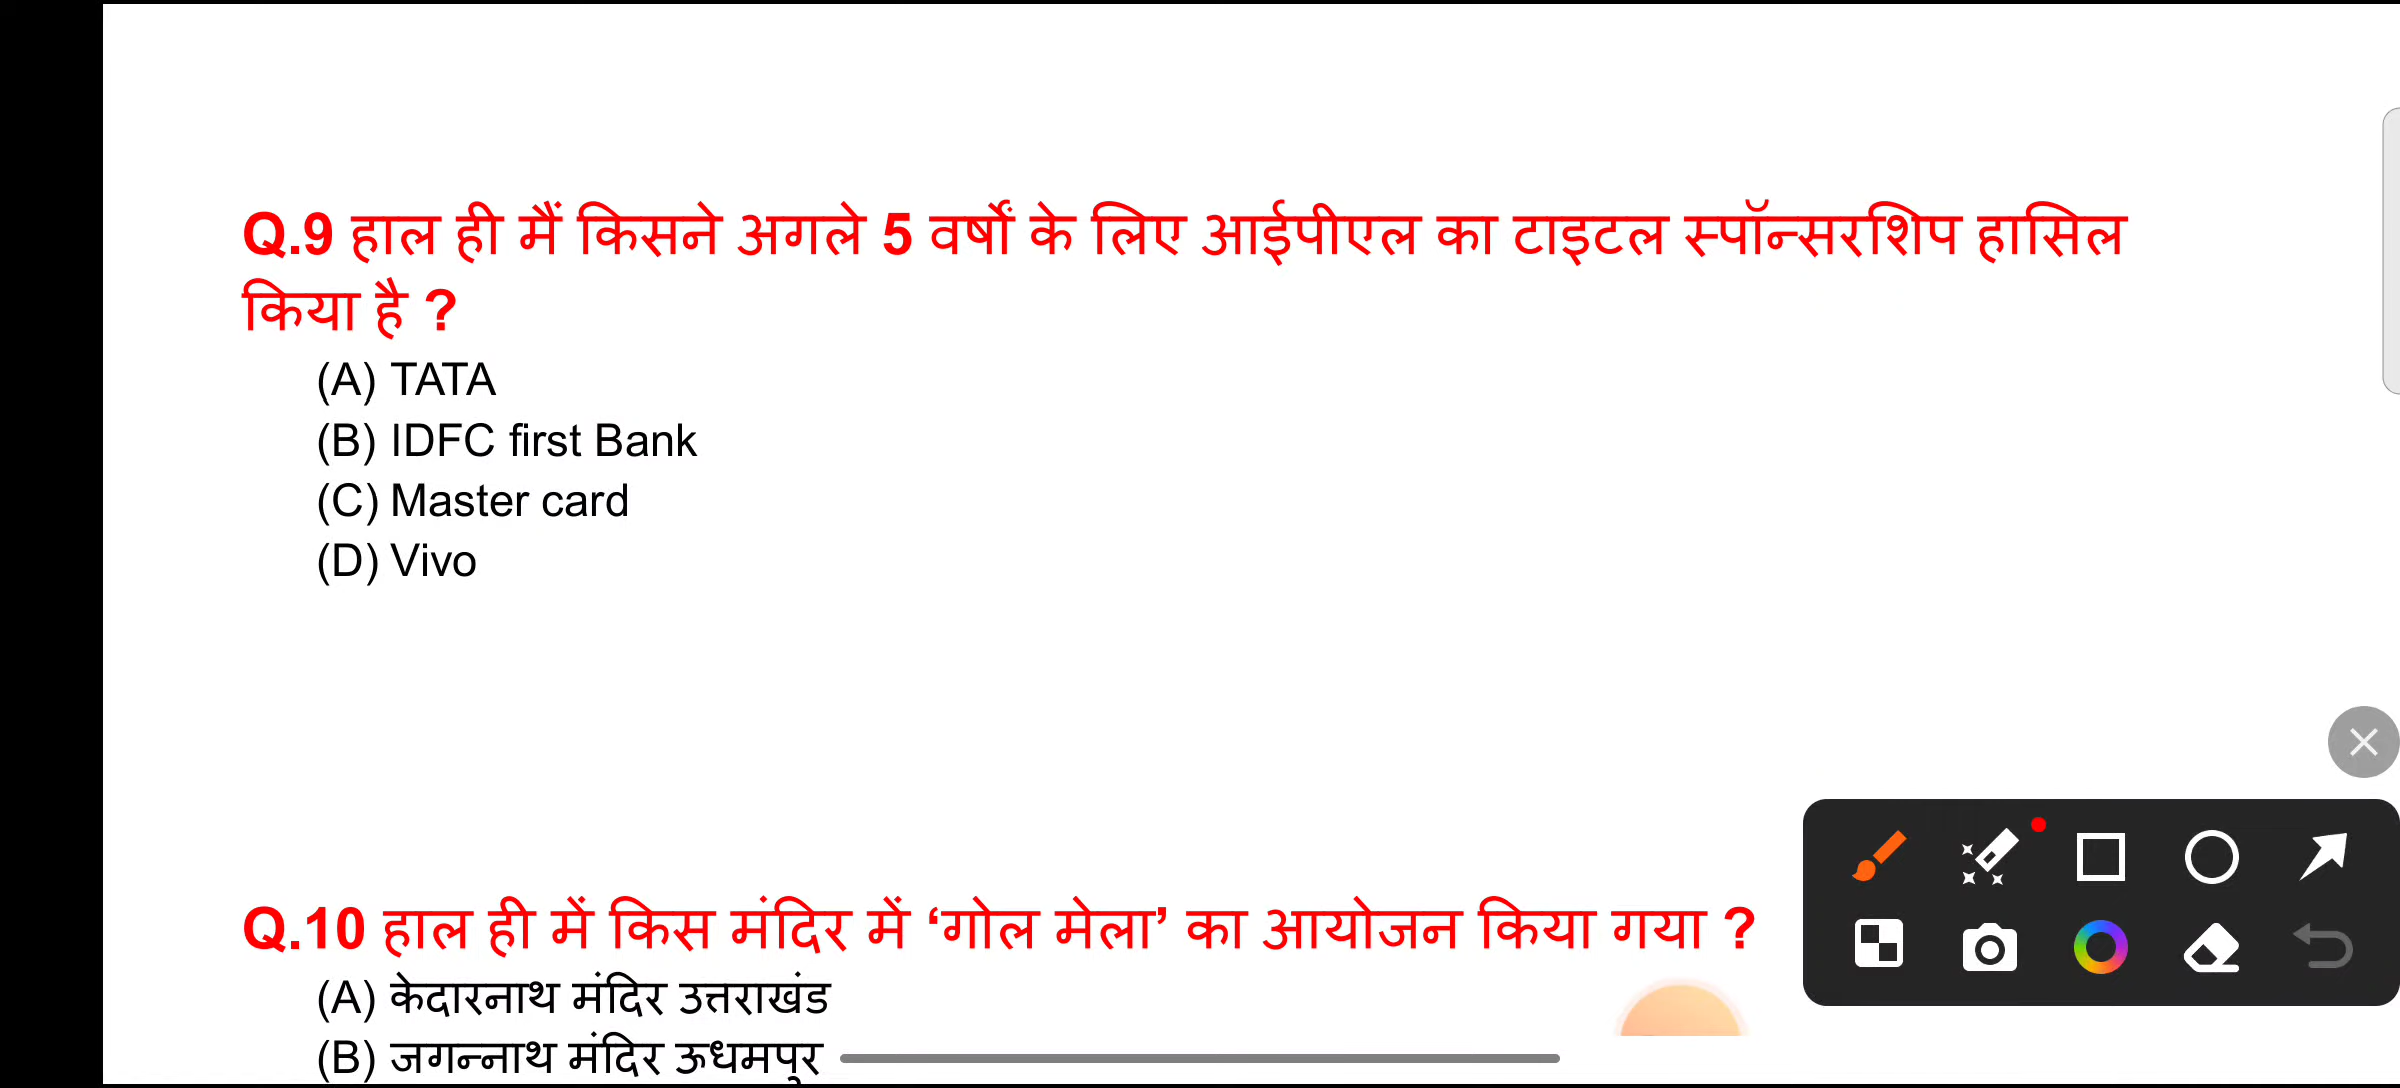 Q.9 हाल ही मैं किसने अगले 5 वर्षों के लिए आईपीएल का टाइटल स्पॉन्सरशिप हासिल
किया है ?
(A) TATA
(B) IDFC first Bank
(C) Master card
(D) Vivo
Q.10 हाल ही में किस मंदिर में ‘गोल मेला’ का आयोजन किया गया ?
(A) केदारनाथ मंदिर उत्तराखंड
(B) जगन्नाथ मंदिर ऊधमपुर